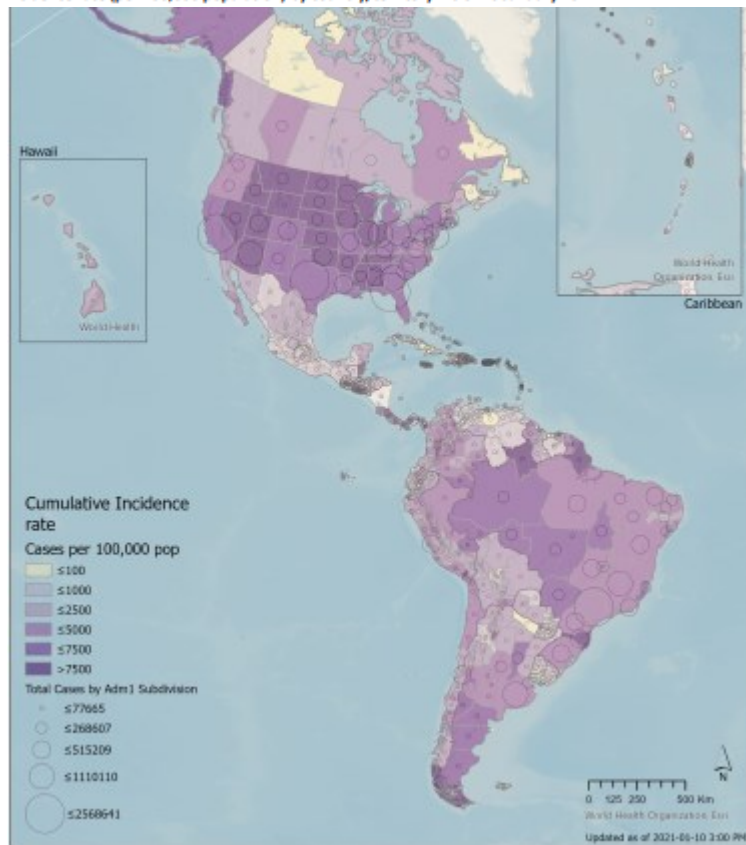 Hawaii
World Health
World Health
Organization, Esri
Caribbean
Cumulative Incidence
rate
Cases per 100,000 pop
≤100
≤1000
≤2500
≤5000
≤7500
>7500
Total Cases by Adm1 Subdivision
≤77665
≤268607
≤515209
≤1110110
≤2568641
N
0 125 250 500 Km
World Health Organization, Esri
Updated as of 2021-01-10 3:00 PM